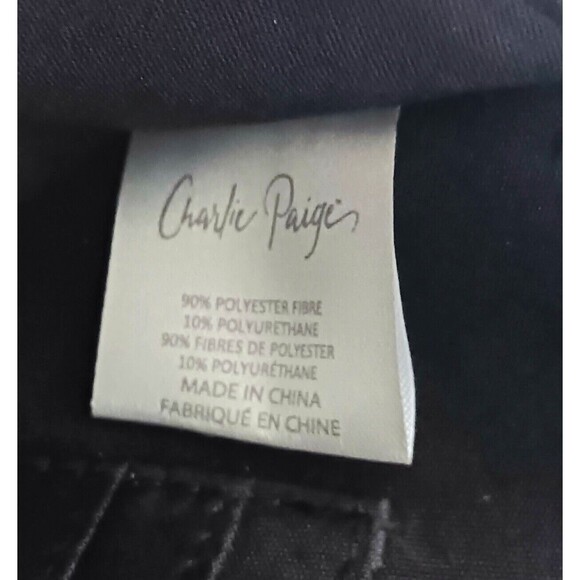 Charlie Paige
90% POLYESTER FIBRE
10% POLYURETHANE
90% FIBRES DE POLYESTER
10% POLYURÉTHANE
MADE IN CHINA
FABRIQUÉ EN CHINE